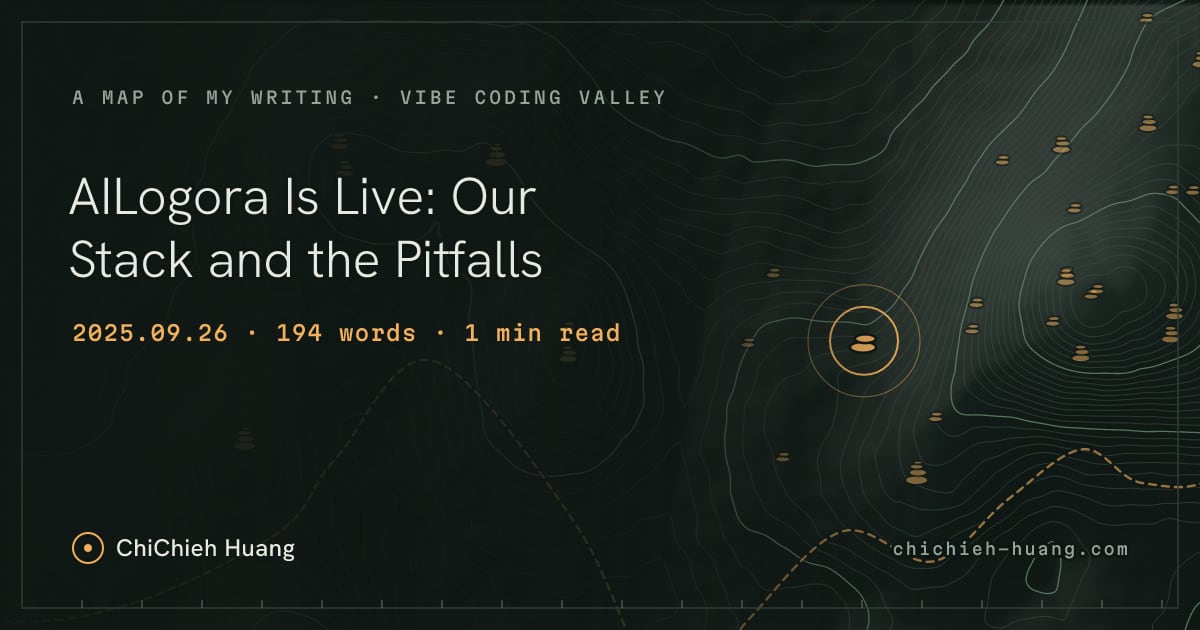 A MAP OF MY WRITING · VIBE CODING VALLEY
AILogora Is Live: Our
Stack and the Pitfalls
2025.09.26 · 194 words · 1 min read
ChiChieh Huang
chichieh-huang.com